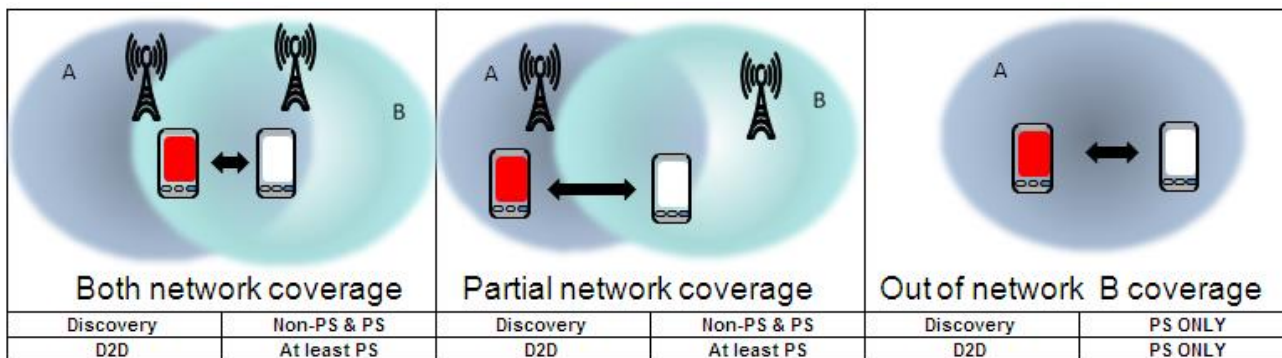 A
B
Both network coverage
Discovery Non-PS & PS
D2D At least PS
A
B
Partial network coverage
Discovery Non-PS & PS
D2D At least PS
A
Out of network B coverage
Discovery PS ONLY
D2D PS ONLY